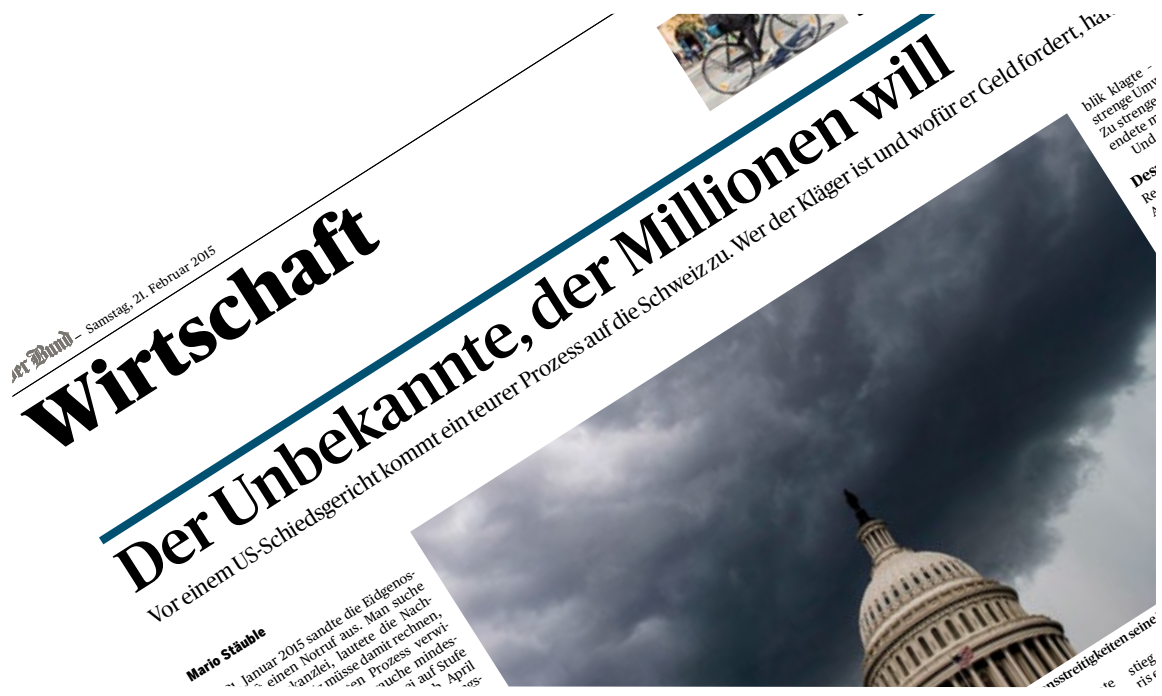 Der Bund – Samstag, 21. Februar 2015
Wirtschaft
Der Unbekannte, der Millionen will
Vor einem US-Schiedsgericht kommt ein teurer Prozess auf die Schweiz zu. Wer der Kläger ist und wofür er Geld fordert,
Mario Stäuble
Januar 2015 sandte die Eidgenos-
einen Notruf aus. Man suche
kanzlei, lautete die Nach-
müsse damit rechnen,
Prozess verwi-
mindes-
auf Stufe
April
blik klagte –
strenge
Zu strenge
endete
Und
stieg